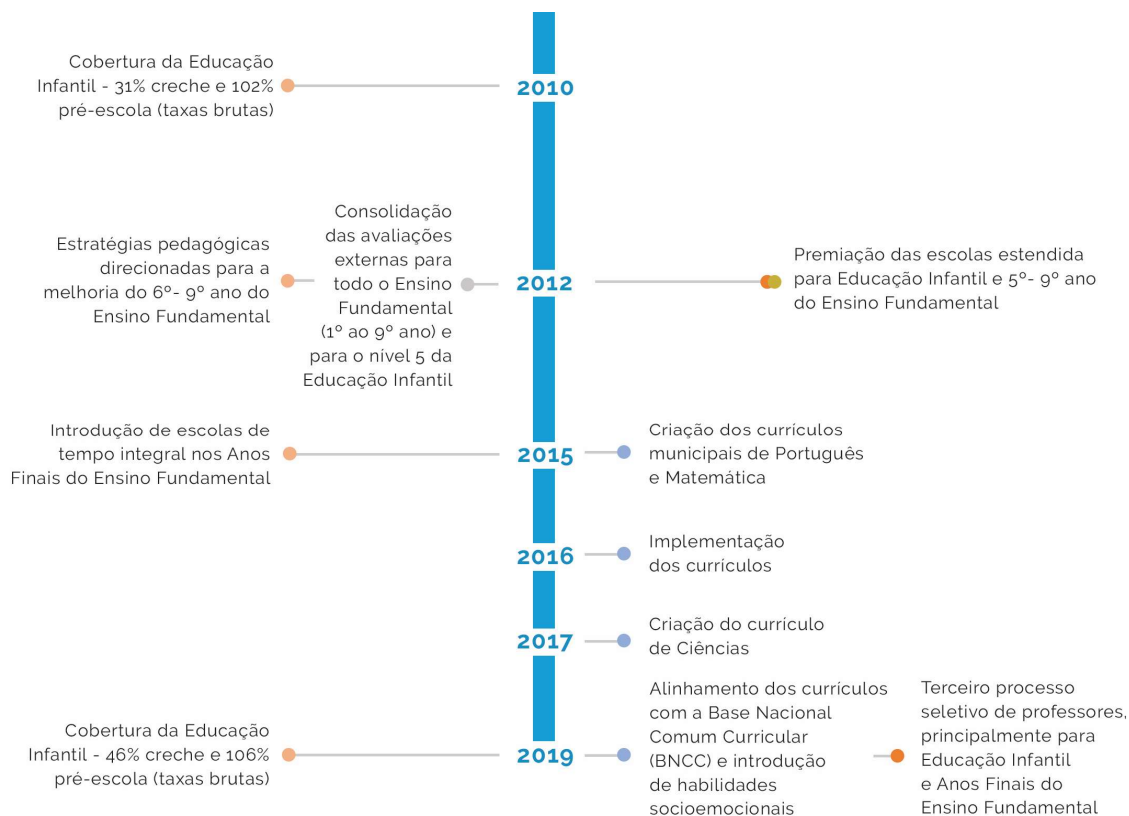 Cobertura da Educação
Infantil - 31% creche e 102%
pré-escola (taxas brutas)
2010
Estratégias pedagógicas
direcionadas para a
melhoria do 6º- 9º ano do
Ensino Fundamental
Consolidação
das avaliações
externas para
todo o Ensino
Fundamental
(1º ao 9º ano) e
para o nível 5 da
Educação Infantil
2012
Premiação das escolas estendida
para Educação Infantil e 5º- 9º ano
do Ensino Fundamental
Introdução de escolas de
tempo integral nos Anos
Finais do Ensino Fundamental
2015
Criação dos currículos
municipais de Português
e Matemática
2016
Implementação
dos currículos
2017
Criação do currículo
de Ciências
Cobertura da Educação
Infantil - 46% creche e 106%
pré-escola (taxas brutas)
2019
Alinhamento dos currículos
com a Base Nacional
Comum Curricular
(BNCC) e introdução
de habilidades
socioemocionais
Terceiro processo
seletivo de professores,
principalmente para
Educação Infantil
e Anos Finais do
Ensino Fundamental